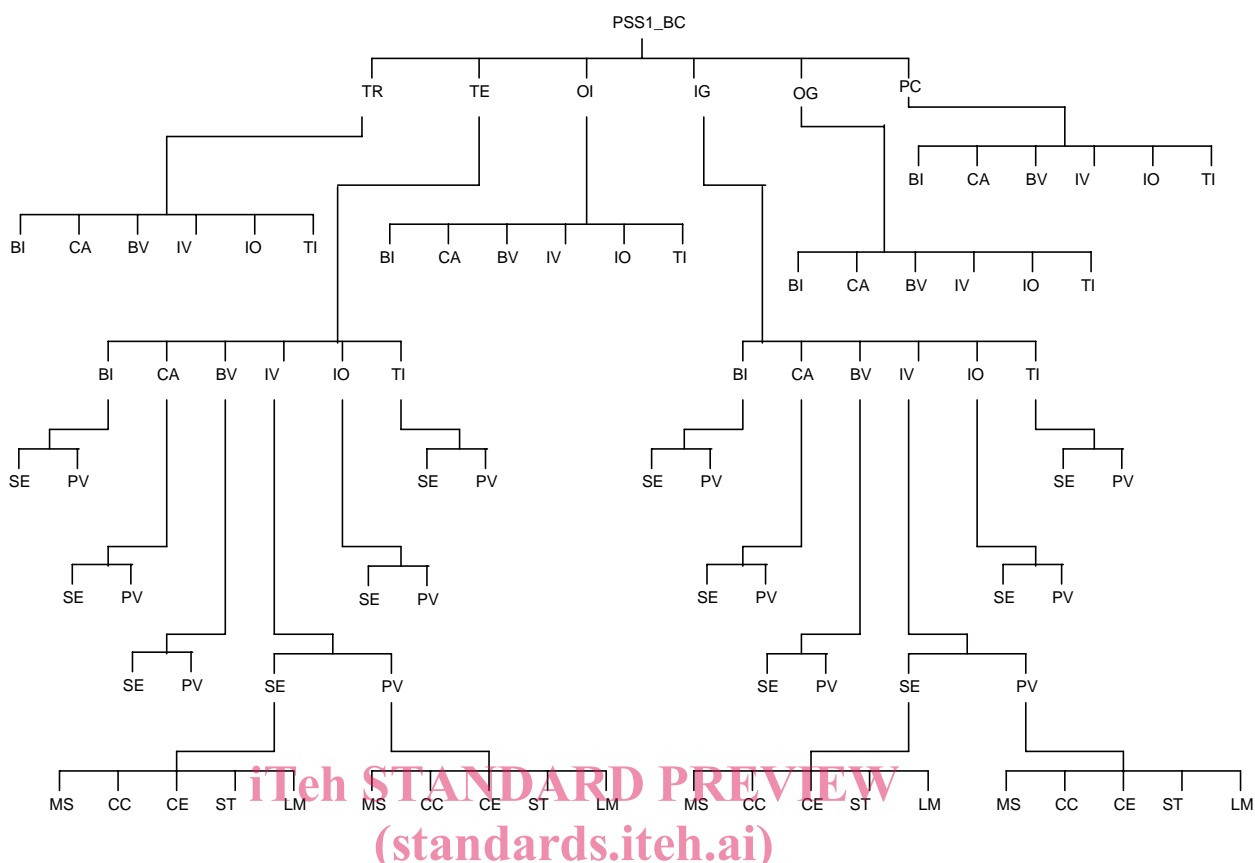 PSS1_BC
TR TE OI IG OG PC
BI CA BV IV IO TI
BI CA BV IV IO TI
BI CA BV IV IO TI
BI CA BV IV IO TI
BI CA BV IV IO TI
BI CA BV IV IO TI
SE PV SE PV SE PV SE PV
SE PV SE PV SE PV SE PV
SE PV SE PV SE PV SE PV
MS CC CE ST LM MS CC CE ST LM MS CC CE ST LM MS CC CE ST LM
iTeh STANDARD PREVIEW
(standards.iteh.ai)